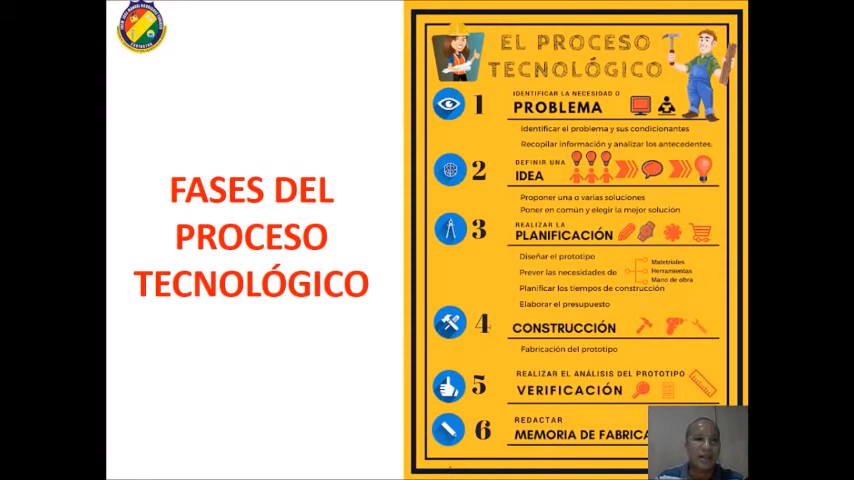 FASES DEL
PROCESO
TECNOLÓGICO
EL PROCESO
TECNOLÓGICO
1
IDENTIFICAR LA NECESIDAD O
PROBLEMA
Identificar el problema y sus condicionantes
Recopilar información y analizar los antecedentes.
2
DEFINIR UNA
IDEA
Proponer una o varias soluciones
Poner en común y elegir la mejor solución
3
REALIZAR LA
PLANIFICACIÓN
Diseñar el prototipo
Prever las necesidades de
Matetriales
Herramientas
Mano de obra
Planificar los tiempos de construcción
Elaborar el presupuesto
4
CONSTRUCCIÓN
Fabricación del prototipo
5
REALIZAR EL ANÁLISIS DEL PROTOTIPO
VERIFICACIÓN
6
REDACTAR
MEMORIA DE FABRICA